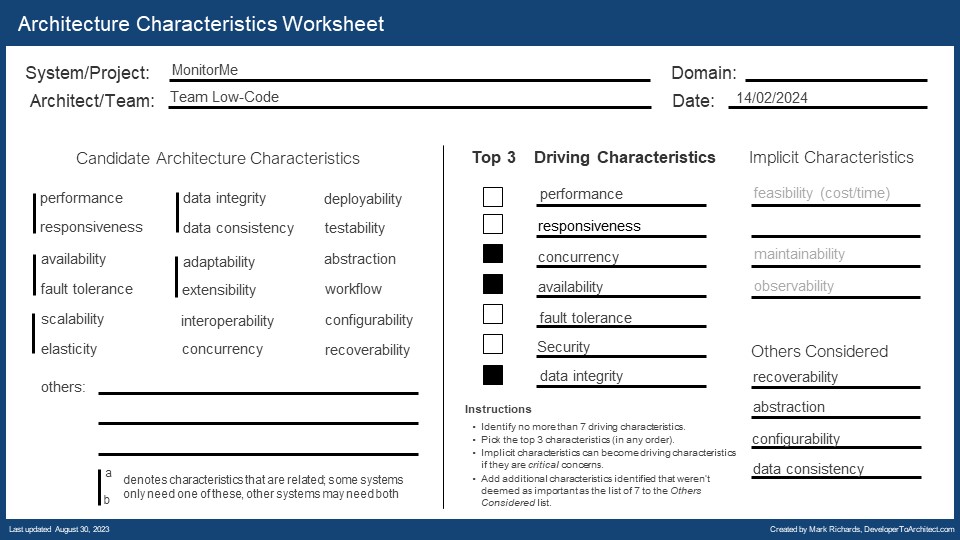 Architecture Characteristics Worksheet
System/Project: MonitorMe Domain:
Architect/Team: Team Low-Code Date: 14/02/2024
Candidate Architecture Characteristics
performance data integrity deployability
responsiveness data consistency testability
availability adaptability abstraction
fault tolerance extensibility workflow
scalability interoperability configurability
elasticity concurrency recoverability
others:
a
b
denotes characteristics that are related; some systems
only need one of these, other systems may need both
Top 3 Driving Characteristics
performance
responsiveness
concurrency
availability
fault tolerance
Security
data integrity
Instructions
• Identify no more than 7 driving characteristics.
• Pick the top 3 characteristics (in any order).
• Implicit characteristics can become driving characteristics
if they are critical concerns.
• Add additional characteristics identified that weren't
deemed as important as the list of 7 to the Others
Considered list.
Implicit Characteristics
feasibility (cost/time)
maintainability
observability
Others Considered
recoverability
abstraction
configurability
data consistency
Last updated August 30, 2023
Created by Mark Richards, DeveloperToArchitect.com